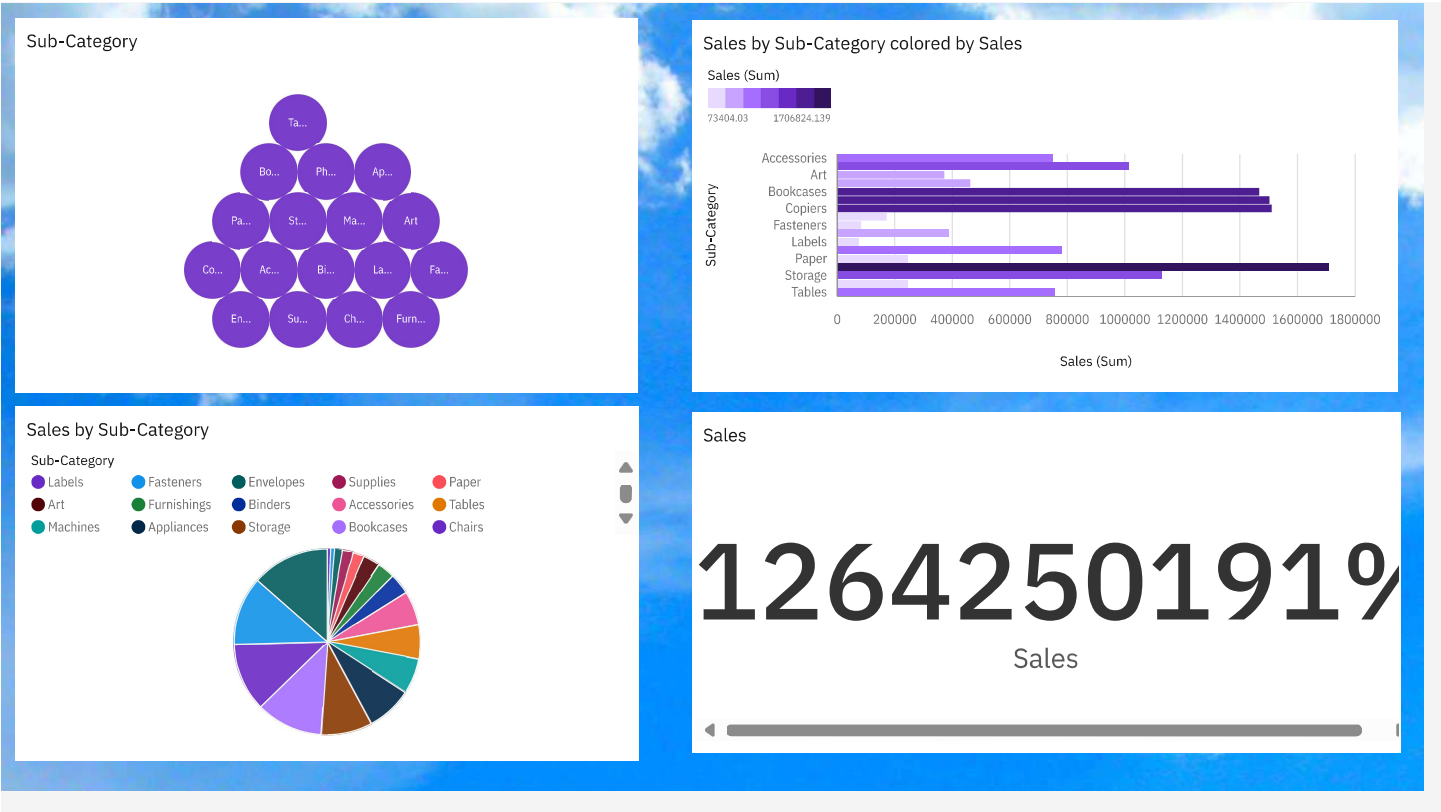 Sub-Category
Ta...
Bo...
Ph...
Ap...
Pa...
St...
Ma...
Art
Co...
Ac...
Bi...
La...
Fa...
En...
Su...
Ch...
Furn...
Sales by Sub-Category colored by Sales
Sales (Sum)
73404.03
1706824.139
Sub-Category
Accessories
Art
Bookcases
Copiers
Fasteners
Labels
Paper
Storage
Tables
0 200000 400000 600000 800000 1000000 1200000 1400000 1600000 1800000
Sales (Sum)
Sales by Sub-Category
Sub-Category
Labels Fasteners Envelopes Supplies Paper
Art Furnishings Binders Accessories Tables
Machines Appliances Storage Bookcases Chairs
Sales
1264250191%
Sales